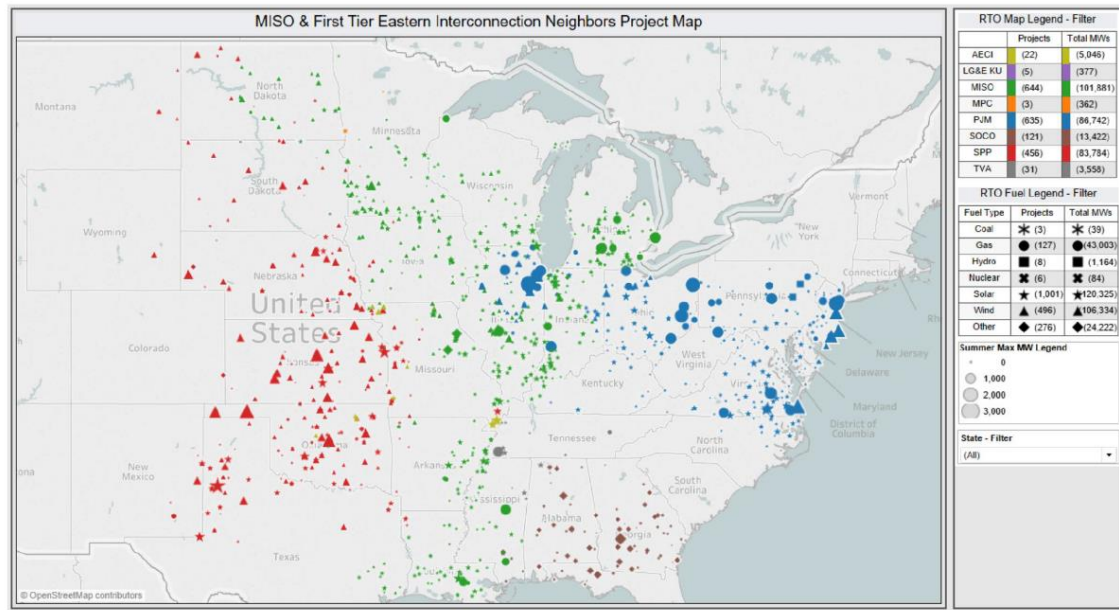 MISO & First Tier Eastern Interconnection Neighbors Project Map
Montana
North
Dakota
Minnesota
South
Dakota
Wisconsin
Wyoming
Iowa
Nebraska
United
States
Colorado
Missouri
Oklahoma
New
Mexico
Texas
Arkansas
Mississippi
Alabama
Georgia
Tennessee
Kentucky
West
Virginia
North
Carolina
South
Carolina
New
York
Vermont
Connecticut
New Jersey
Delaware
Maryland
District of
Columbia
© OpenStreetMap contributors
RTO Map Legend - Filter
Projects Total MWs
AECI (22) (5,046)
LG&E KU (5) (377)
MISO (644) (101,881)
MPC (3) (362)
PJM (635) (86,742)
SOCO (121) (13,422)
SPP (456) (83,784)
TVA (31) (3,558)
RTO Fuel Legend - Filter
Fuel Type Projects Total MWs
Coal (3) (39)
Gas (127) (43,003)
Hydro (8) (1,164)
Nuclear (6) (84)
Solar (1,001) (120,325)
Wind (496) (106,334)
Other (276) (24,222)
Summer Max MW Legend
0
1,000
2,000
3,000
State - Filter
(All)